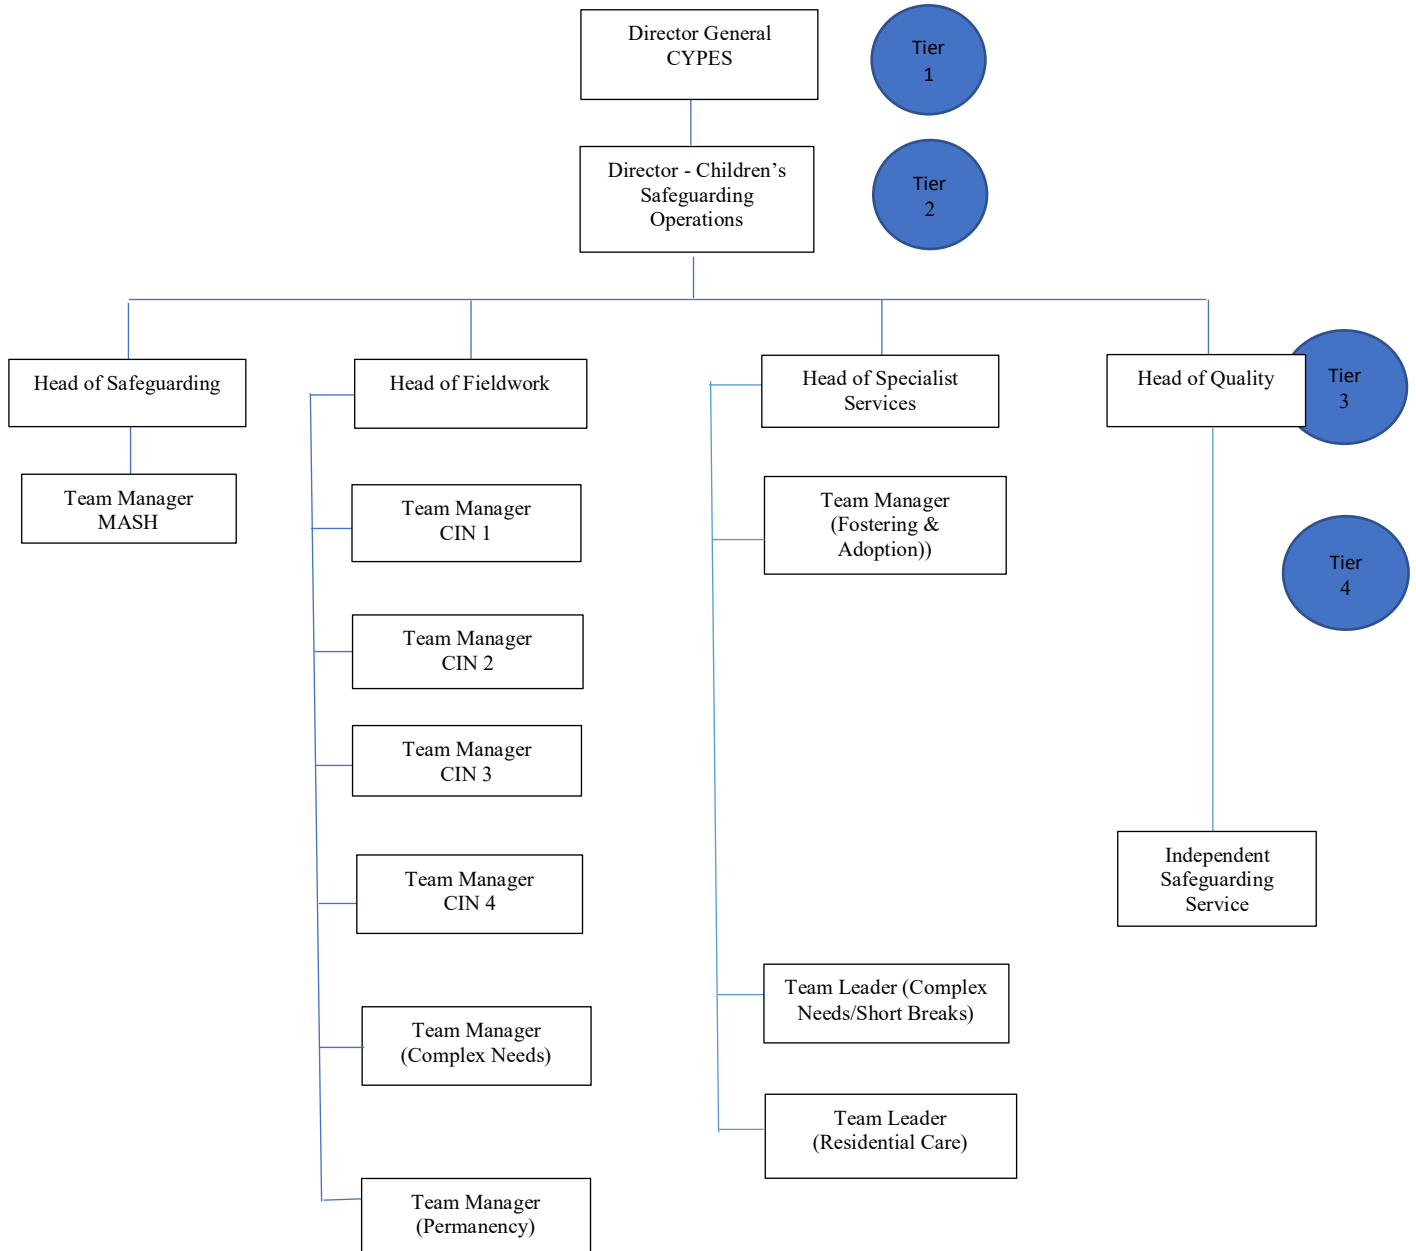 Director General
CYPES
Tier
1
Director - Children’s
Safeguarding
Operations
Tier
2
Head of Safeguarding
Head of Fieldwork
Head of Specialist
Services
Head of Quality
Tier
3
Team Manager
MASH
Team Manager
CIN 1
Team Manager
(Fostering &
Adoption))
Tier
4
Team Manager
CIN 2
Team Manager
CIN 3
Team Manager
CIN 4
Independent
Safeguarding
Service
Team Leader (Complex
Needs/Short Breaks)
Team Manager
(Complex Needs)
Team Leader
(Residential Care)
Team Manager
(Permanency)